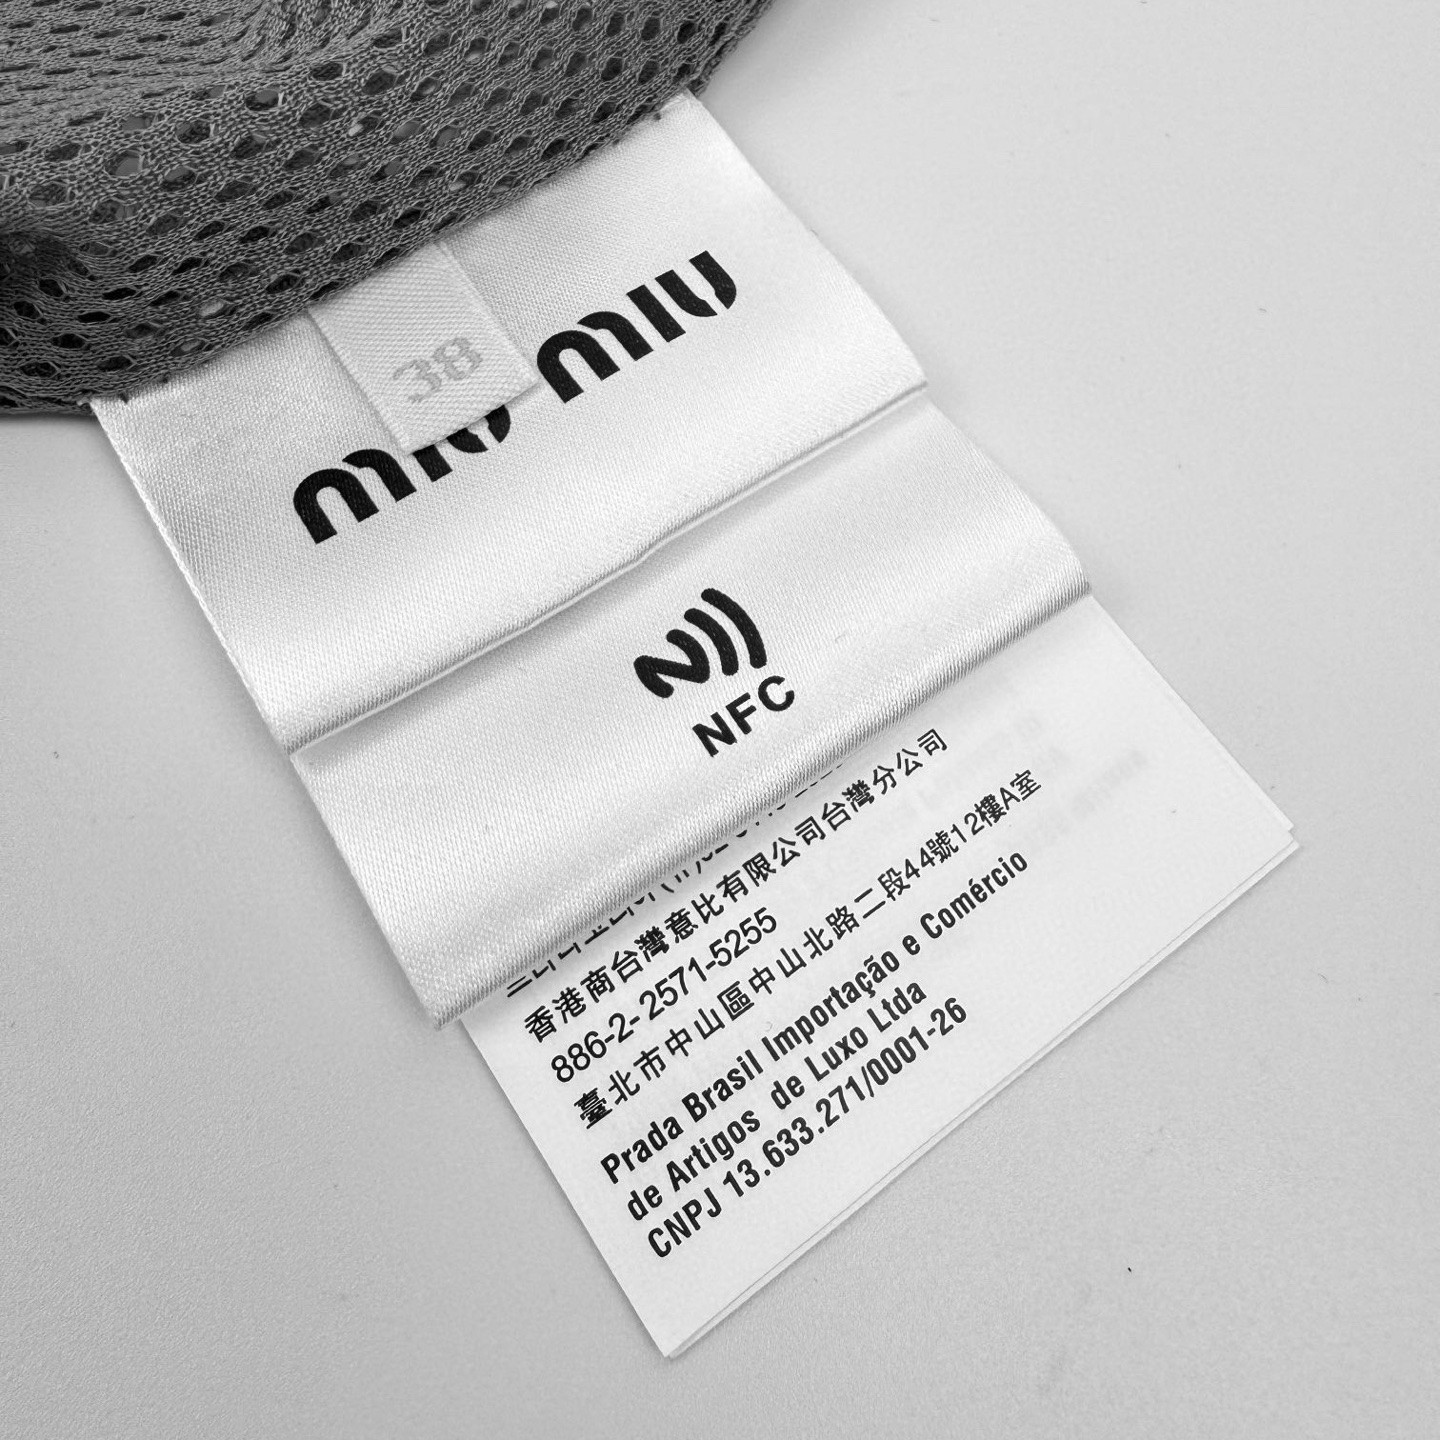 38
miu miu
NFC
香港商台灣意比有限公司台灣分公司
886-2- 2571-5255
臺北市中山區中山北路二段44號12樓A室
Prada Brasil Importação e Comércio
de Artigos de Luxo Ltda
CNPJ 13.633.271/0001-26